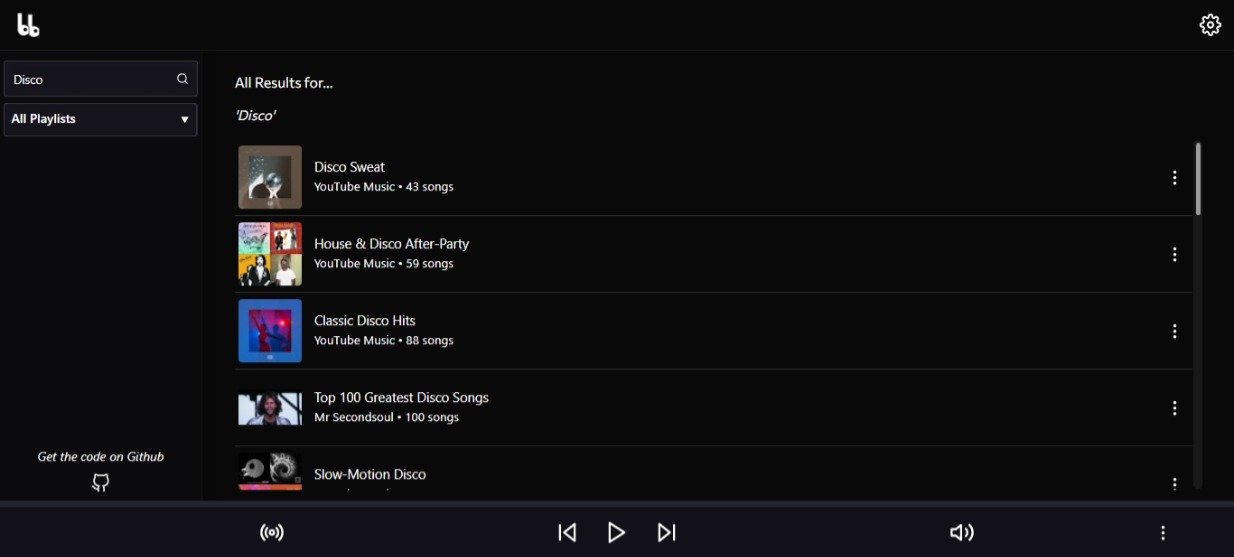 bb
Disco
All Playlists
Get the code on Github
All Results for...
'Disco'
Disco Sweat
YouTube Music • 43 songs
House & Disco After-Party
YouTube Music • 59 songs
Classic Disco Hits
YouTube Music • 88 songs
Top 100 Greatest Disco Songs
Mr Secondsoul • 100 songs
Slow-Motion Disco